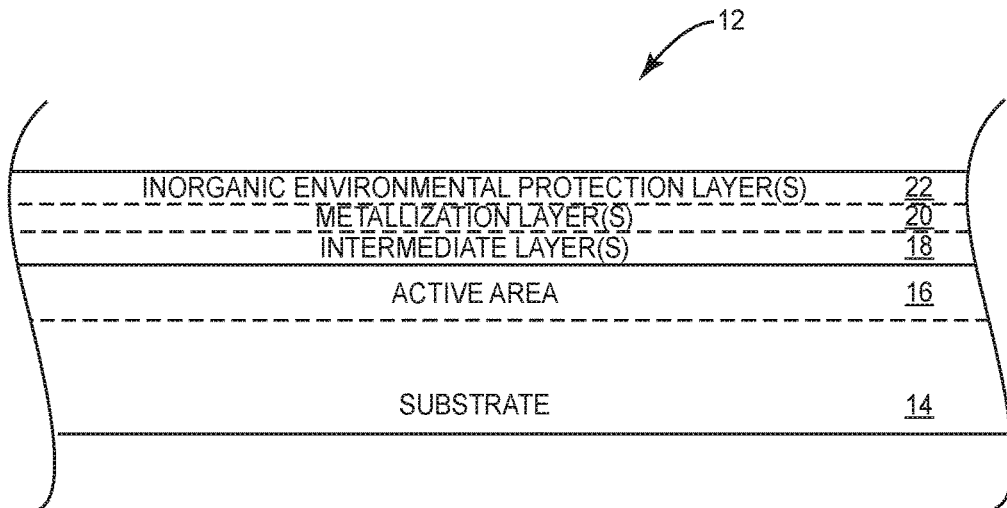 12
INORGANIC ENVIRONMENTAL PROTECTION LAYER(S) 22
METALLIZATION LAYER(S) 20
INTERMEDIATE LAYER(S) 18
ACTIVE AREA 16
SUBSTRATE 14